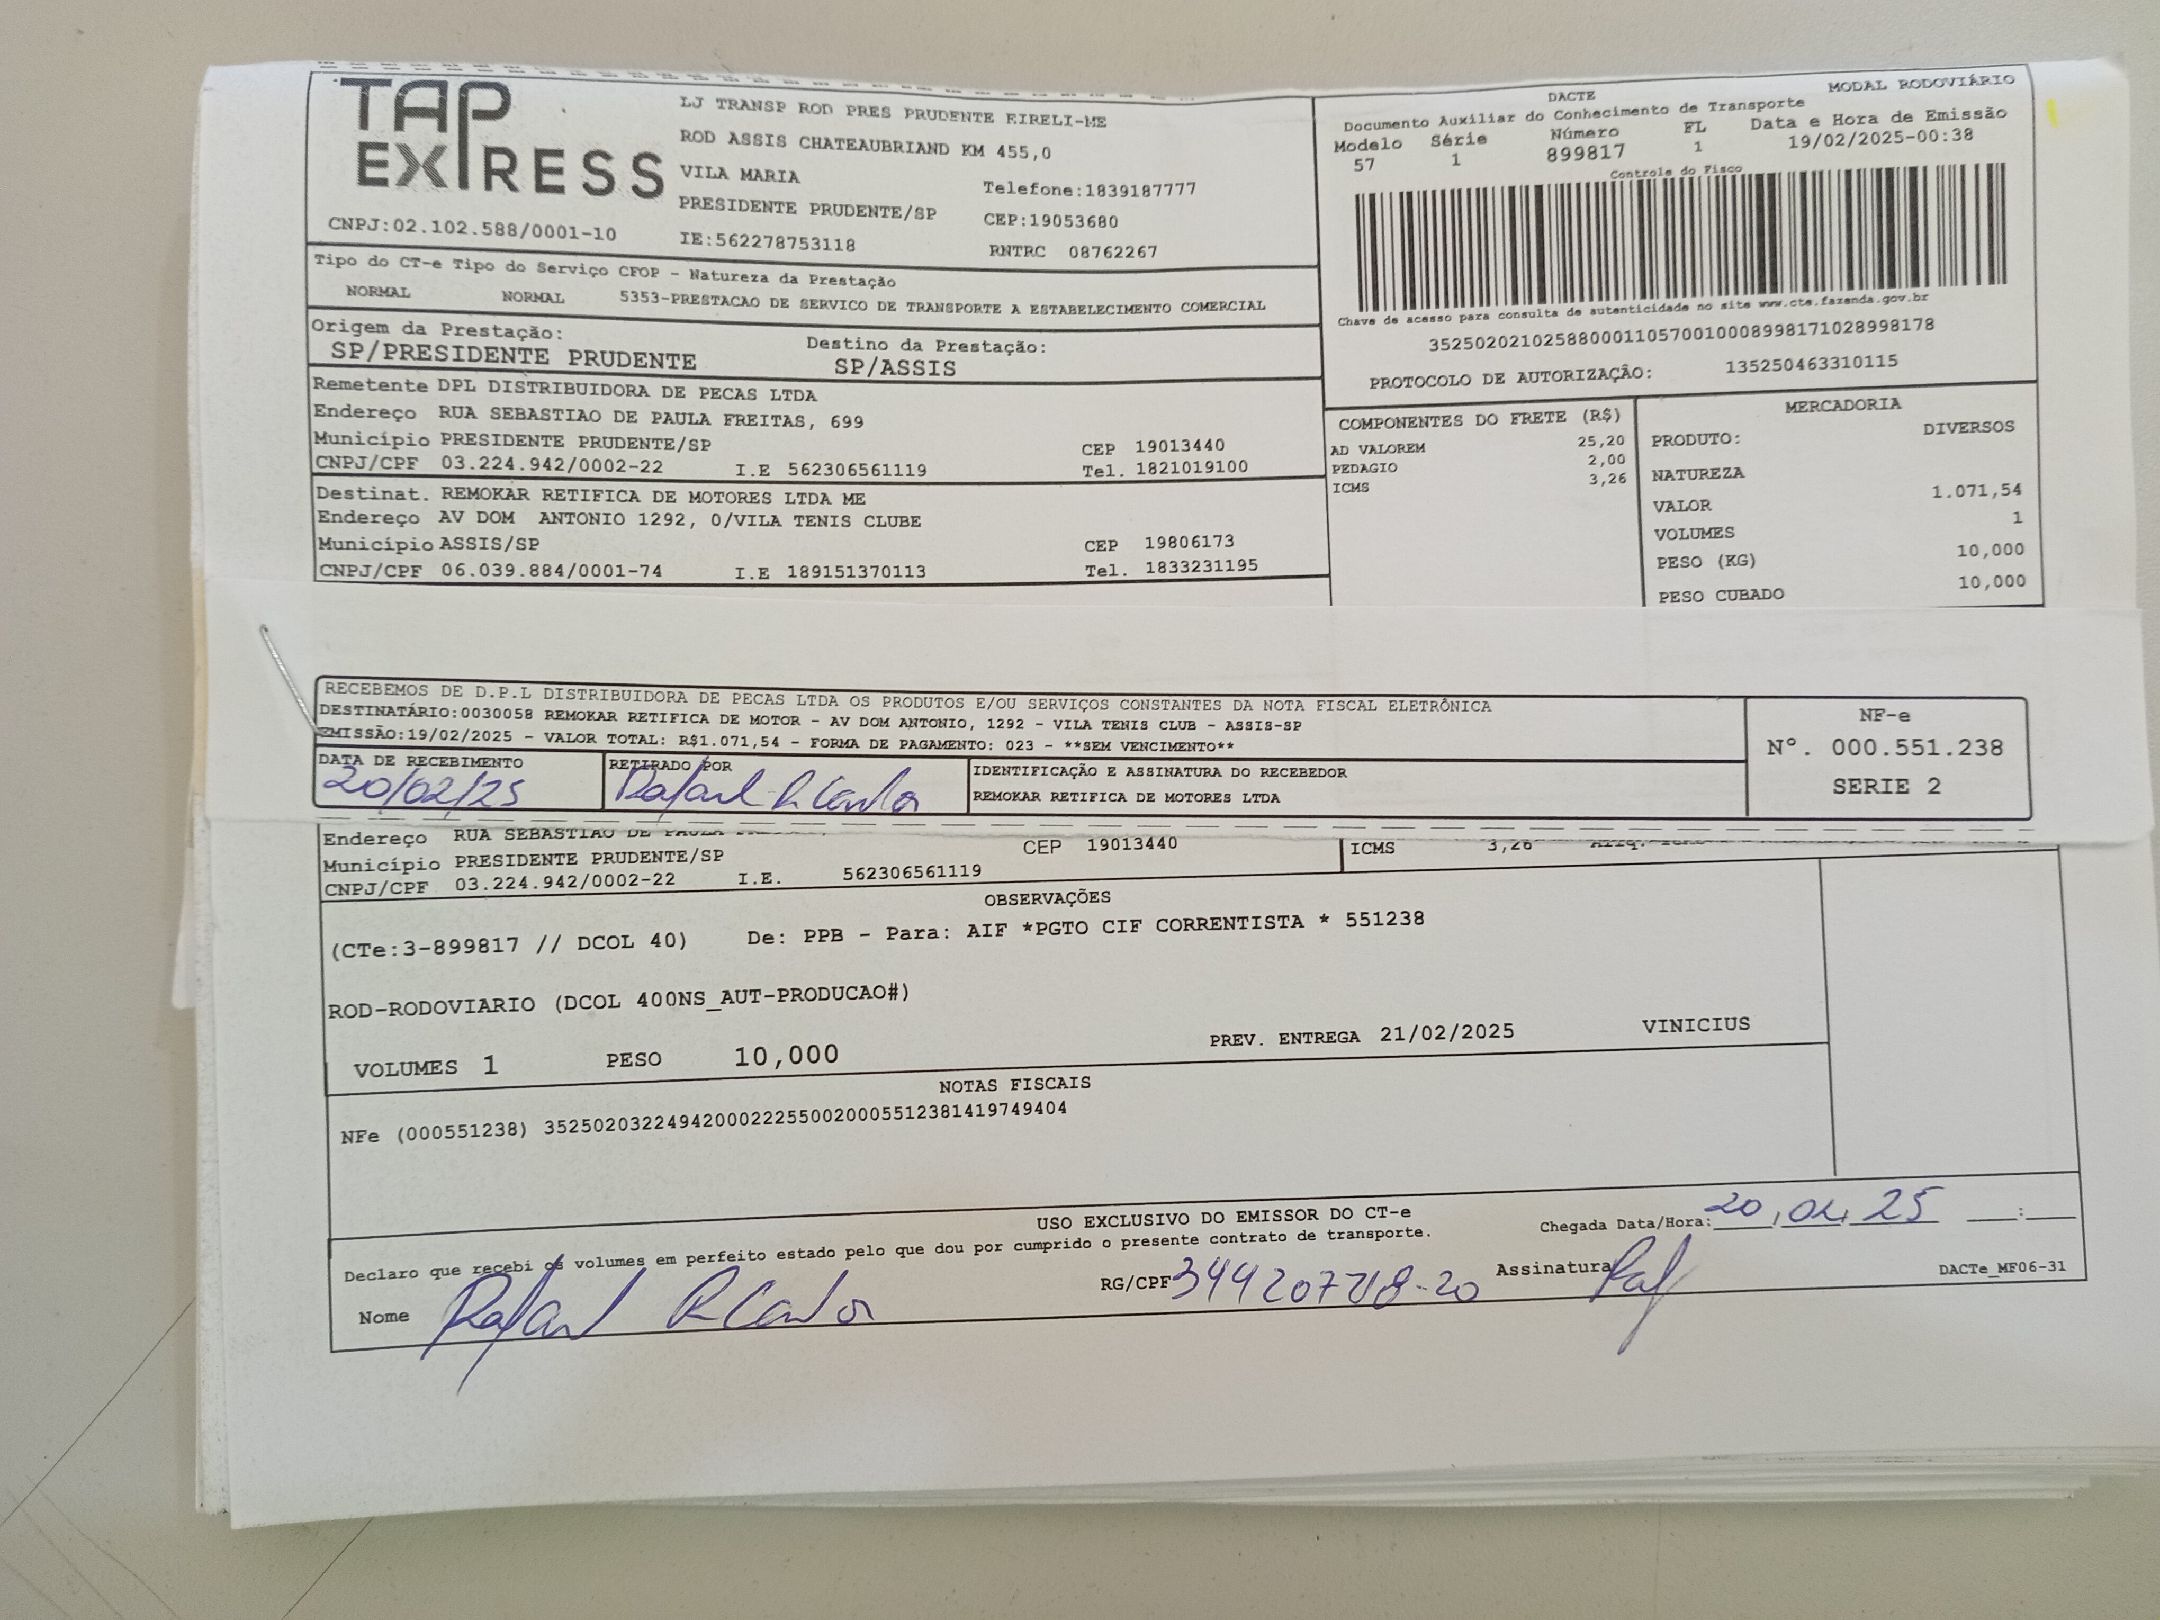 TAP EXPRESS
CNPJ:02.102.588/0001-10
LJ TRANSP ROD PRES PRUDENTE EIRELI-ME
ROD ASSIS CHATEAUBRIAND KM 455,0
VILA MARIA
Telefone:1839187777
PRESIDENTE PRUDENTE/SP
CEP:19053680
IE:562278753118
RNTRC 08762267
DACTE
MODAL RODOVIÁRIO
Documento Auxiliar do Conhecimento de Transporte
Modelo Série Número FL Data e Hora de Emissão
57 1 899817 1 19/02/2025-00:38
Controle do Fisco
Chave de acesso para consulta de autenticidade no site www.cte.fazenda.gov.br
35250202102588000110570010008998171028998178
PROTOCOLO DE AUTORIZAÇÃO: 135250463310115
Tipo do CT-e Tipo do Serviço CFOP - Natureza da Prestação
NORMAL NORMAL 5353-PRESTACAO DE SERVICO DE TRANSPORTE A ESTABELECIMENTO COMERCIAL
Origem da Prestação: Destino da Prestação:
SP/PRESIDENTE PRUDENTE SP/ASSIS
Remetente DPL DISTRIBUIDORA DE PECAS LTDA
Endereço RUA SEBASTIAO DE PAULA FREITAS, 699
Município PRESIDENTE PRUDENTE/SP CEP 19013440
CNPJ/CPF 03.224.942/0002-22 I.E 562306561119 Tel. 1821019100
Destinat. REMOKAR RETIFICA DE MOTORES LTDA ME
Endereço AV DOM ANTONIO 1292, 0/VILA TENIS CLUBE
Município ASSIS/SP CEP 19806173
CNPJ/CPF 06.039.884/0001-74 I.E 189151370113 Tel. 1833231195
COMPONENTES DO FRETE (R$)
AD VALOREM 25,20
PEDAGIO 2,00
ICMS 3,26
MERCADORIA
PRODUTO: DIVERSOS
NATUREZA
VALOR 1.071,54
VOLUMES 1
PESO (KG) 10,000
PESO CUBADO 10,000
RECEBEMOS DE D.P.L DISTRIBUIDORA DE PECAS LTDA OS PRODUTOS E/OU SERVIÇOS CONSTANTES DA NOTA FISCAL ELETRÔNICA
DESTINATÁRIO:0030058 REMOKAR RETIFICA DE MOTOR - AV DOM ANTONIO, 1292 - VILA TENIS CLUB - ASSIS-SP
EMISSÃO:19/02/2025 - VALOR TOTAL: R$1.071,54 - FORMA DE PAGAMENTO: 023 - **SEM VENCIMENTO**
DATA DE RECEBIMENTO
20/02/25
RETIRADO POR
Rafael R
IDENTIFICAÇÃO E ASSINATURA DO RECEBEDOR
REMOKAR RETIFICA DE MOTORES LTDA
NF-e
Nº. 000.551.238
SERIE 2
Endereço RUA SEBASTIAO DE PAULA
Município PRESIDENTE PRUDENTE/SP CEP 19013440
CNPJ/CPF 03.224.942/0002-22 I.E. 562306561119
ICMS 3,26
OBSERVAÇÕES
(CTe:3-899817 // DCOL 40) De: PPB - Para: AIF *PGTO CIF CORRENTISTA * 551238
ROD-RODOVIARIO (DCOL 400NS_AUT-PRODUCAO#)
VOLUMES 1 PESO 10,000 PREV. ENTREGA 21/02/2025 VINICIUS
NOTAS FISCAIS
NFe (000551238) 35250203224942000222550020005512381419749404
USO EXCLUSIVO DO EMISSOR DO CT-e
Declaro que recebi os volumes em perfeito estado pelo que dou por cumprido o presente contrato de transporte.
Chegada Data/Hora: 20,02,25 __:__
Nome Rafael R
RG/CPF
Assinatura Raf
DACTe_MF06-31